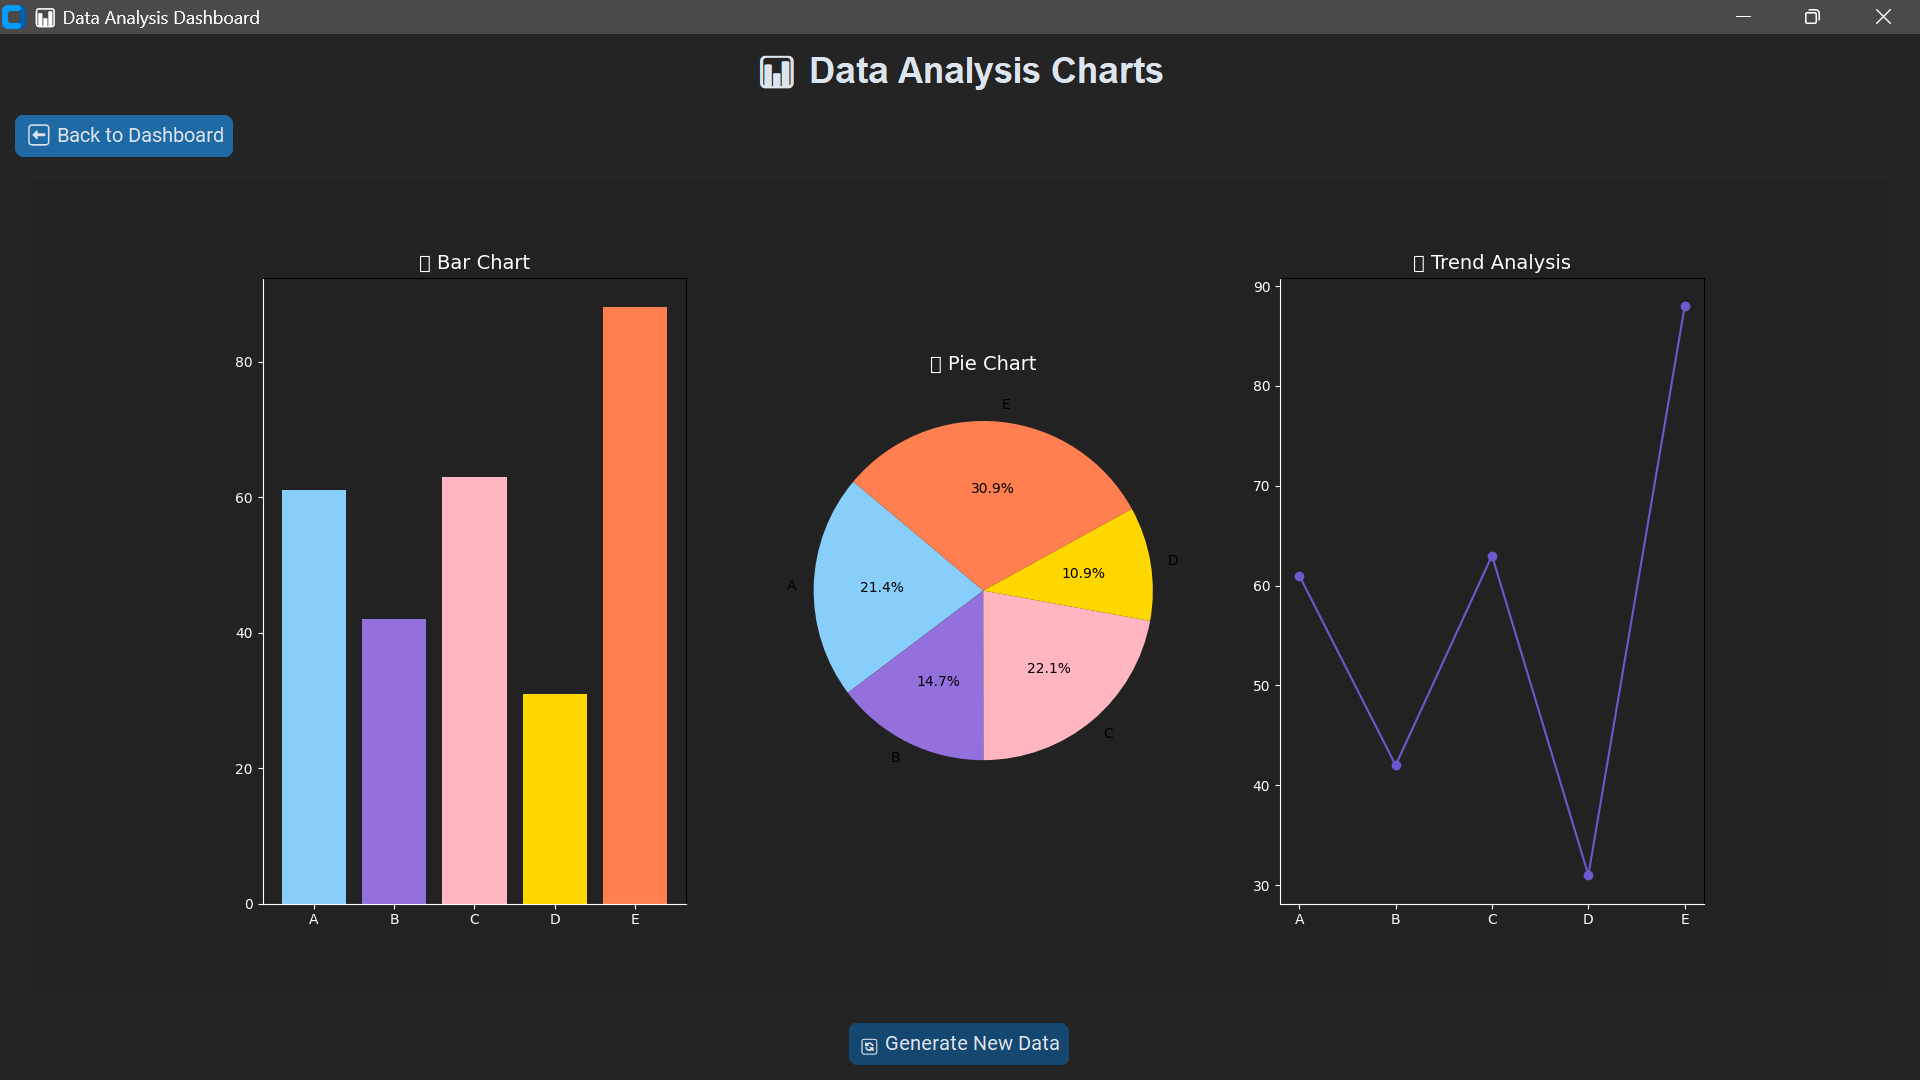 Data Analysis Dashboard
Data Analysis Charts
Back to Dashboard
▯ Bar Chart
80
60
40
20
0
A B C D E
▯ Pie Chart
E
30.9%
D
10.9%
A
21.4%
22.1%
14.7%
C
B
▯ Trend Analysis
90
80
70
60
50
40
30
A B C D E
Generate New Data